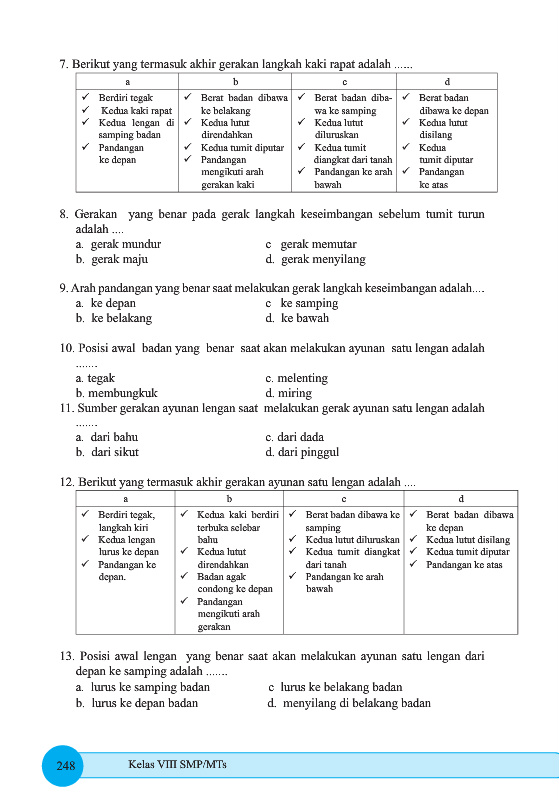 7. Berikut yang termasuk akhir gerakan langkah kaki rapat adalah ......
a
b
c
d
✓ Berdiri tegak
✓ Kedua kaki rapat
✓ Kedua lengan di
samping badan
✓ Pandangan
ke depan
✓ Berat badan dibawa
ke belakang
✓ Kedua lutut
direndahkan
✓ Kedua tumit diputar
✓ Pandangan
mengikuti arah
gerakan kaki
✓ Berat badan diba-
wa ke samping
✓ Kedua lutut
diluruskan
✓ Kedua tumit
diangkat dari tanah
✓ Pandangan ke arah
bawah
✓ Berat badan
dibawa ke depan
✓ Kedua lutut
disilang
✓ Kedua
tumit diputar
✓ Pandangan
ke atas
8. Gerakan yang benar pada gerak langkah keseimbangan sebelum tumit turun
adalah ....
a. gerak mundur
c gerak memutar
b. gerak maju
d. gerak menyilang
9. Arah pandangan yang benar saat melakukan gerak langkah keseimbangan adalah....
a. ke depan
c ke samping
b. ke belakang
d. ke bawah
10. Posisi awal badan yang benar saat akan melakukan ayunan satu lengan adalah
.......
a. tegak
c. melenting
b. membungkuk
d. miring
11. Sumber gerakan ayunan lengan saat melakukan gerak ayunan satu lengan adalah
.......
a. dari bahu
c. dari dada
b. dari sikut
d. dari pinggul
12. Berikut yang termasuk akhir gerakan ayunan satu lengan adalah ....
a
b
c
d
✓ Berdiri tegak,
langkah kiri
✓ Kedua lengan
lurus ke depan
✓ Pandangan ke
depan.
✓ Kedua kaki berdiri
terbuka selebar
bahu
✓ Kedua lutut
direndahkan
✓ Badan agak
condong ke depan
✓ Pandangan
mengikuti arah
gerakan
✓ Berat badan dibawa ke
samping
✓ Kedua lutut diluruskan
✓ Kedua tumit diangkat
dari tanah
✓ Pandangan ke arah
bawah
✓ Berat badan dibawa
ke depan
✓ Kedua lutut disilang
✓ Kedua tumit diputar
✓ Pandangan ke atas
13. Posisi awal lengan yang benar saat akan melakukan ayunan satu lengan dari
depan ke samping adalah .......
a. lurus ke samping badan
c lurus ke belakang badan
b. lurus ke depan badan
d. menyilang di belakang badan
248
Kelas VIII SMP/MTs